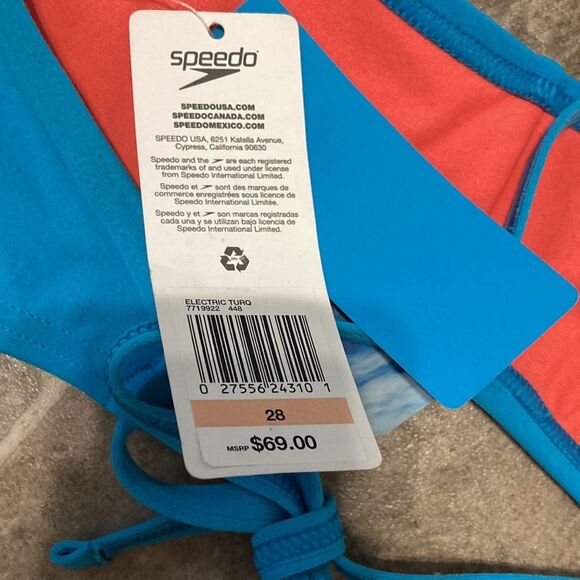 speedo
SPEEDOUSA.COM
SPEEDOCANADA.COM
SPEEDOMEXICO.COM
SPEEDO USA, 6251 Katella Avenue,
Cypress, California 90630
Speedo and the are each registered
trademarks of and used under license
from Speedo International Limited.
Speedo et sont des marques de
commerce enregistrées sous licence de
Speedo International Limitée.
Speedo y et son marcas registradas
cada una y se utilizan bajo licencia de
Speedo International Limited.
ELECTRIC TURQ
7719922 448
0 27556 24310 1
28
MSRP $69.00